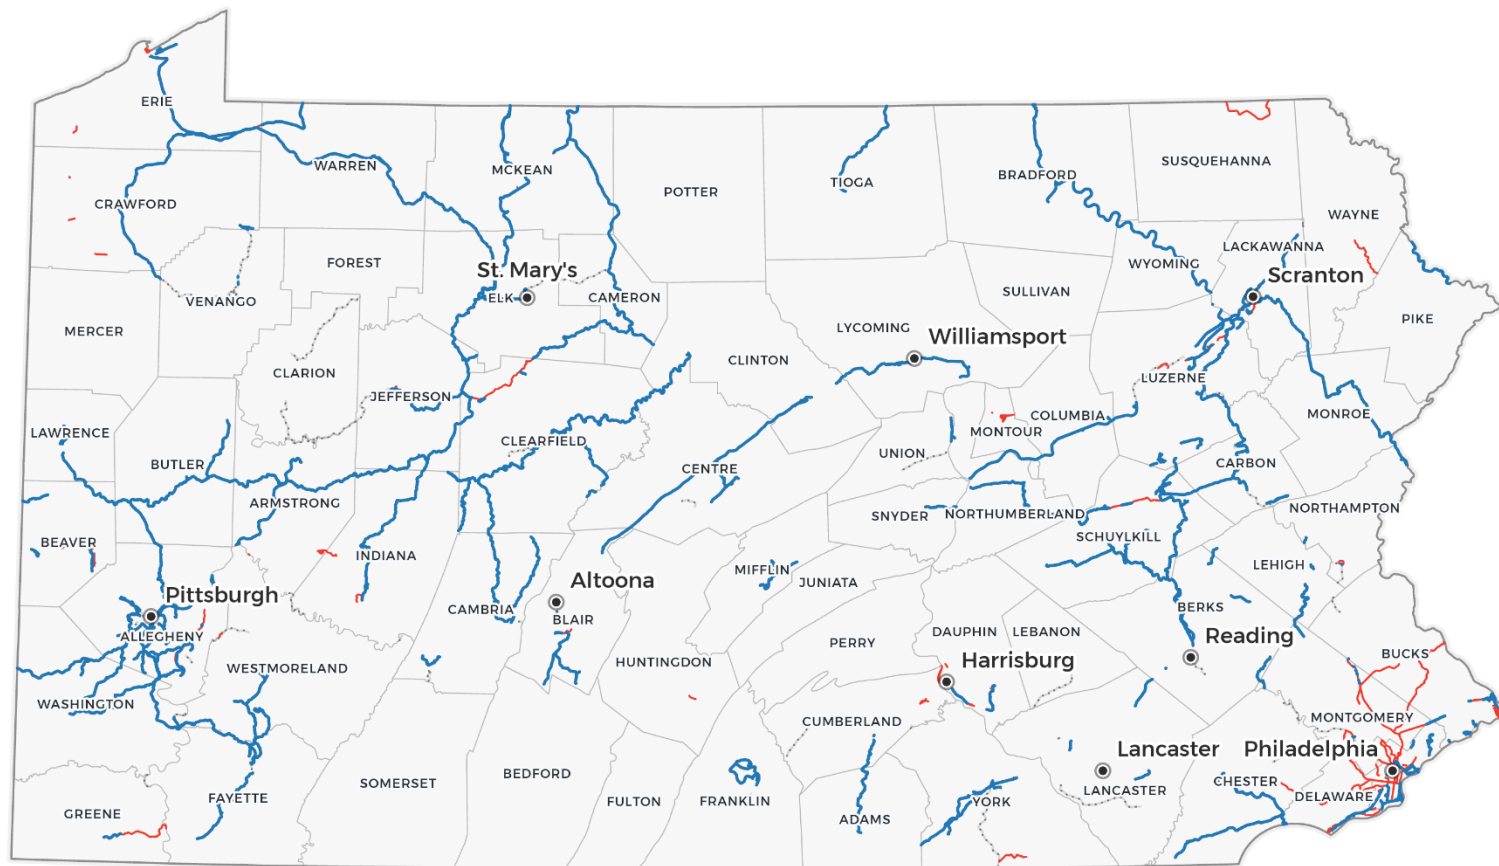 ERIE
WARREN
MCKEAN
POTTER
TIOGA
BRADFORD
SUSQUEHANNA
CRAWFORD
WAYNE
LACKAWANNA
FOREST
WYOMING
St. Mary's
Scranton
VENANGO
ELK
CAMERON
SULLIVAN
PIKE
MERCER
LYCOMING
Williamsport
CLINTON
CLARION
LUZERNE
JEFFERSON
MONROE
COLUMBIA
LAWRENCE
MONTOUR
CLEARFIELD
UNION
BUTLER
CENTRE
CARBON
ARMSTRONG
NORTHAMPTON
SNYDER
NORTHUMBERLAND
BEAVER
SCHUYLKILL
INDIANA
LEHIGH
MIFFLIN
JUNIATA
Altoona
Pittsburgh
CAMBRIA
BERKS
BLAIR
ALLEGHENY
DAUPHIN
LEBANON
Reading
PERRY
BUCKS
HUNTINGDON
Harrisburg
WESTMORELAND
WASHINGTON
MONTGOMERY
CUMBERLAND
Lancaster
Philadelphia
BEDFORD
SOMERSET
CHESTER
LANCASTER
DELAWARE
FAYETTE
FULTON
FRANKLIN
YORK
GREENE
ADAMS